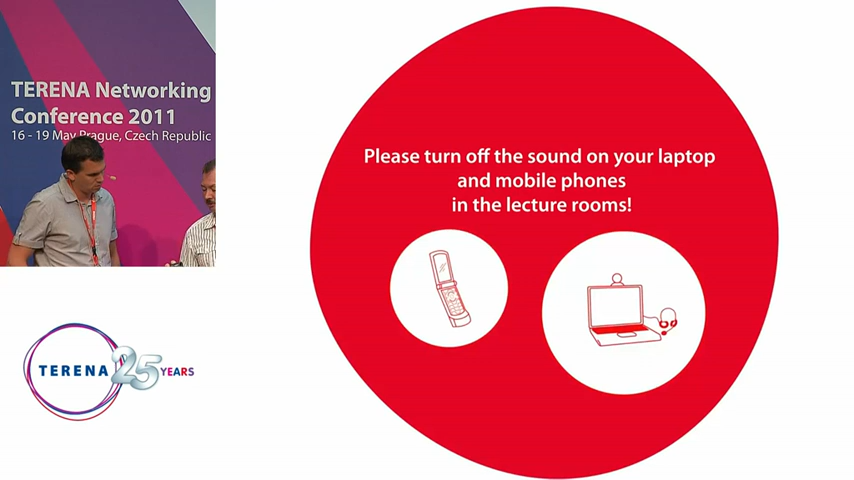 TERENA Networking
Conference 2011
16 - 19 May Prague, Czech Republic
Please turn off the sound on your laptop
and mobile phones
in the lecture rooms!
TERENA 25 YEARS